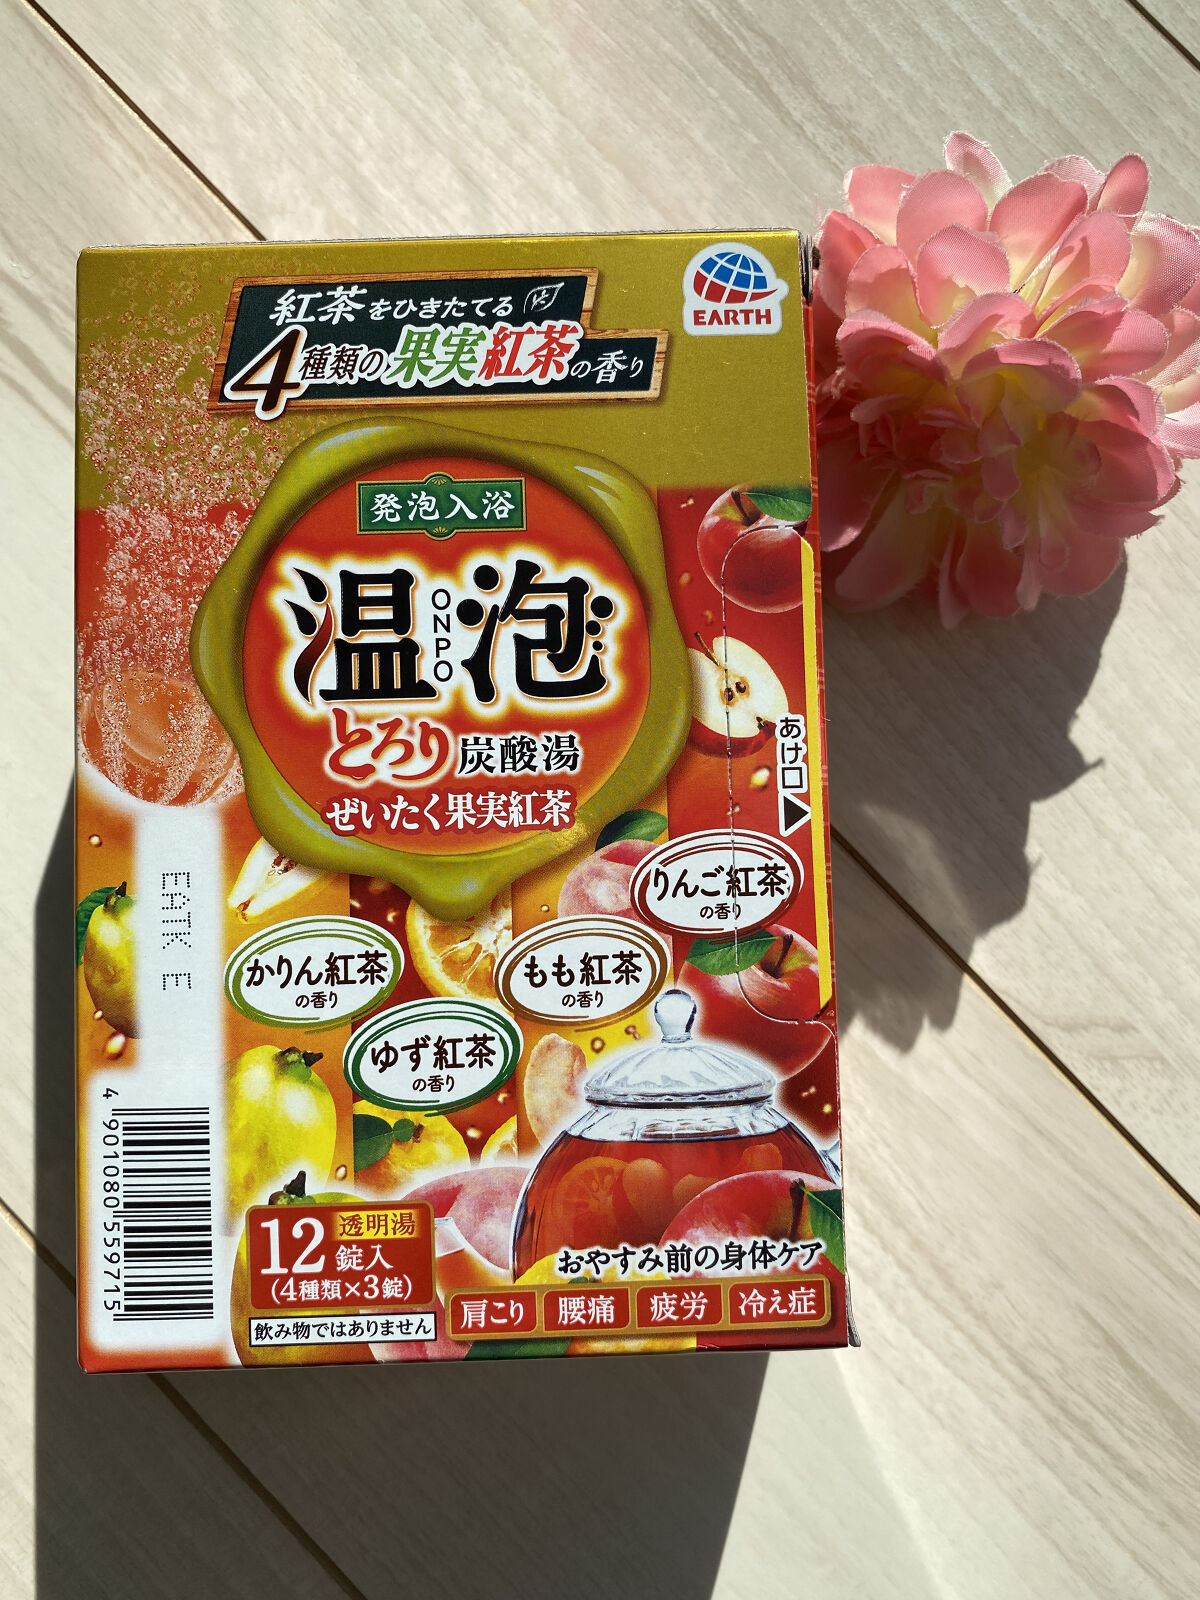 紅茶をひきたてる
4種類の果実紅茶の香り
EARTH
発泡入浴
温泡
ONPO
とろり炭酸湯
ぜいたく果実紅茶
あけ口
りんご紅茶
の香り
かりん紅茶
の香り
もも紅茶
の香り
ゆず紅茶
の香り
EATK E
4 901080 559715
12錠入
透明湯
(4種類×3錠)
飲み物ではありません
おやすみ前の身体ケア
肩こり 腰痛 疲労 冷え症